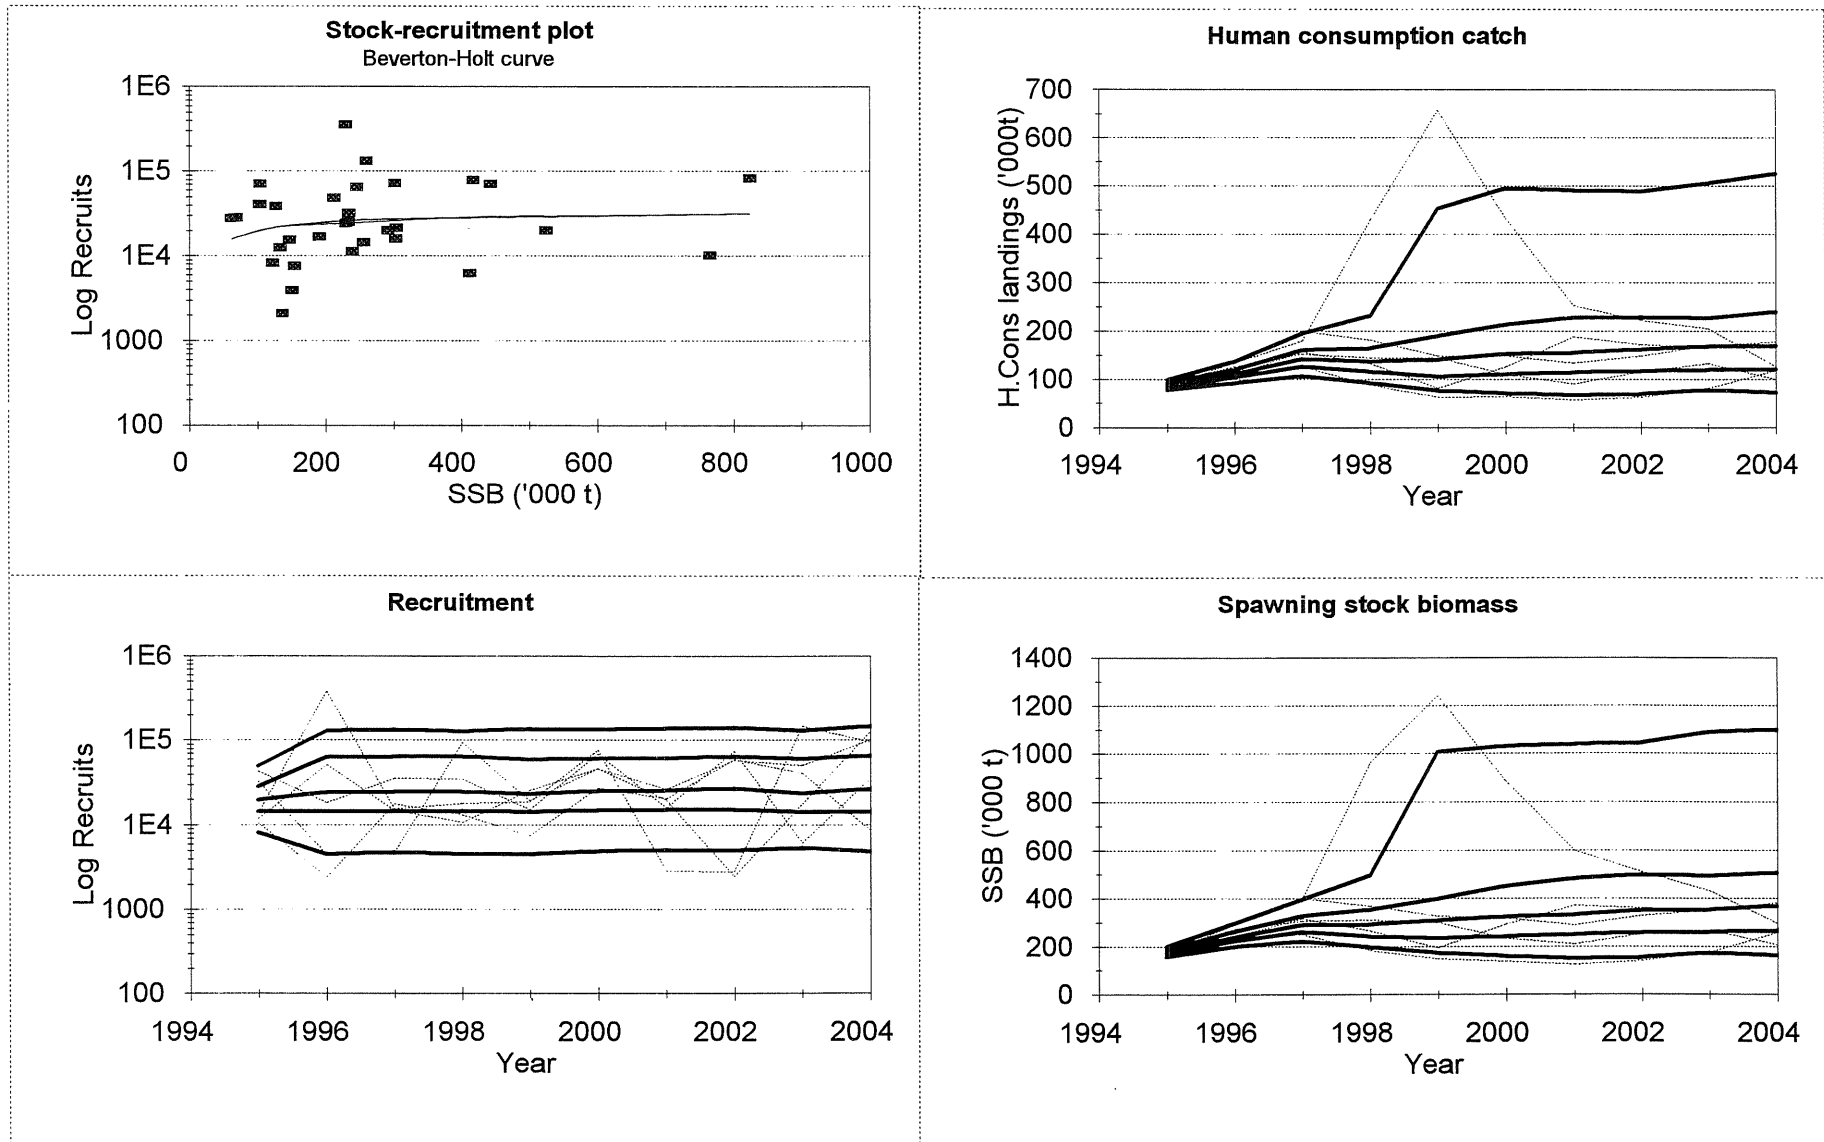 Stock-recruitment plot
Beverton-Holt curve
1E6
1E5
1E4
1000
100
Log Recruits
0 200 400 600 800 1000
SSB ('000 t)
Human consumption catch
700
600
500
400
300
200
100
0
H.Cons landings ('000t)
1994 1996 1998 2000 2002 2004
Year
Recruitment
1E6
1E5
1E4
1000
100
Log Recruits
1994 1996 1998 2000 2002 2004
Year
Spawning stock biomass
1400
1200
1000
800
600
400
200
0
SSB ('000 t)
1994 1996 1998 2000 2002 2004
Year